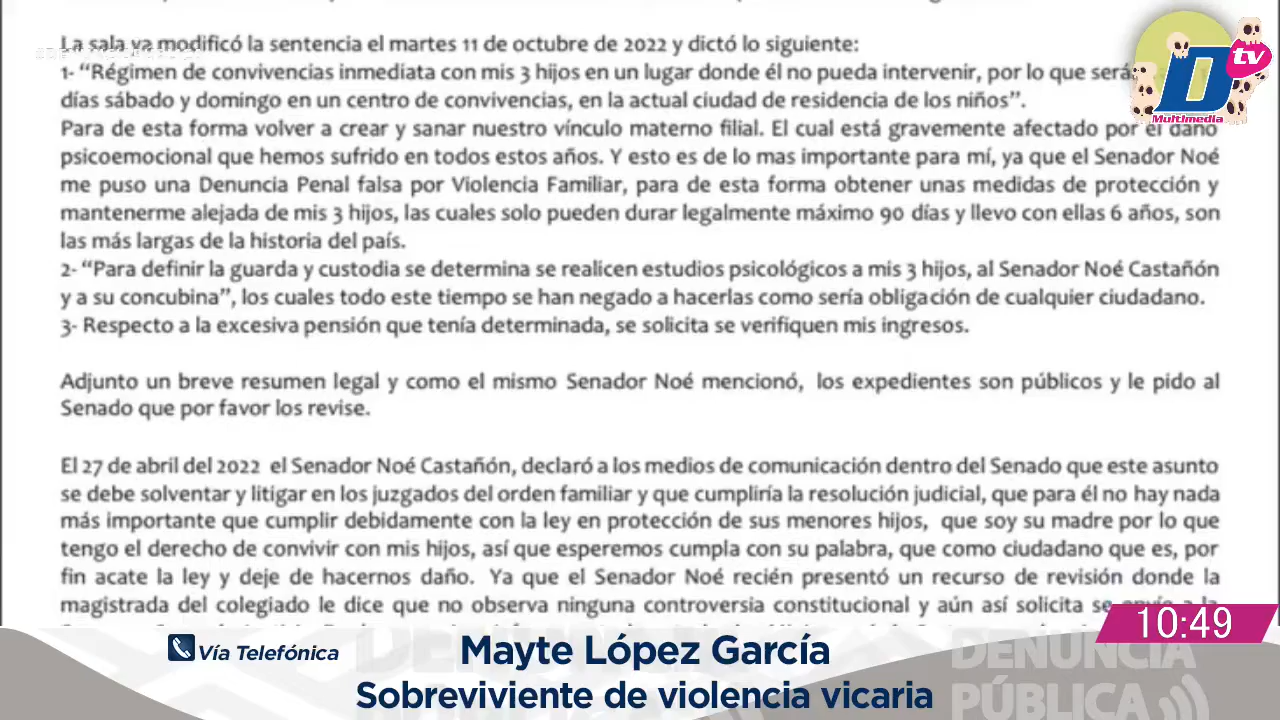 La sala ya modificó la sentencia el martes 11 de octubre de 2022 y dictó lo siguiente:
1- “Régimen de convivencias inmediata con mis 3 hijos en un lugar donde él no pueda intervenir, por lo que será
días sábado y domingo en un centro de convivencias, en la actual ciudad de residencia de los niños”.
Para de esta forma volver a crear y sanar nuestro vínculo materno filial. El cual está gravemente afectado por el daño
psicoemocional que hemos sufrido en todos estos años. Y esto es de lo mas importante para mí, ya que el Senador Noé
me puso una Denuncia Penal falsa por Violencia Familiar, para de esta forma obtener unas medidas de protección y
mantenerme alejada de mis 3 hijos, las cuales solo pueden durar legalmente máximo 90 días y llevo con ellas 6 años, son
las más largas de la historia del país.
2- “Para definir la guarda y custodia se determina se realicen estudios psicológicos a mis 3 hijos, al Senador Noé Castañón
y a su concubina”, los cuales todo este tiempo se han negado a hacerlas como sería obligación de cualquier ciudadano.
3- Respecto a la excesiva pensión que tenía determinada, se solicita se verifiquen mis ingresos.
Adjunto un breve resumen legal y como el mismo Senador Noé mencionó, los expedientes son públicos y le pido al
Senado que por favor los revise.
El 27 de abril del 2022 el Senador Noé Castañón, declaró a los medios de comunicación dentro del Senado que este asunto
se debe solventar y litigar en los juzgados del orden familiar y que cumpliría la resolución judicial, que para él no hay nada
más importante que cumplir debidamente con la ley en protección de sus menores hijos, que soy su madre por lo que
tengo el derecho de convivir con mis hijos, así que esperemos cumpla con su palabra, que como ciudadano que es, por
fin acate la ley y deje de hacernos daño. Ya que el Senador Noé recién presentó un recurso de revisión donde la
magistrada del colegiado le dice que no observa ninguna controversia constitucional y aún así solicita se
D tv
Multimedia
10:49
Vía Telefónica
Mayte López García
Sobreviviente de violencia vicaria
DENUNCIA
PÚBLICA